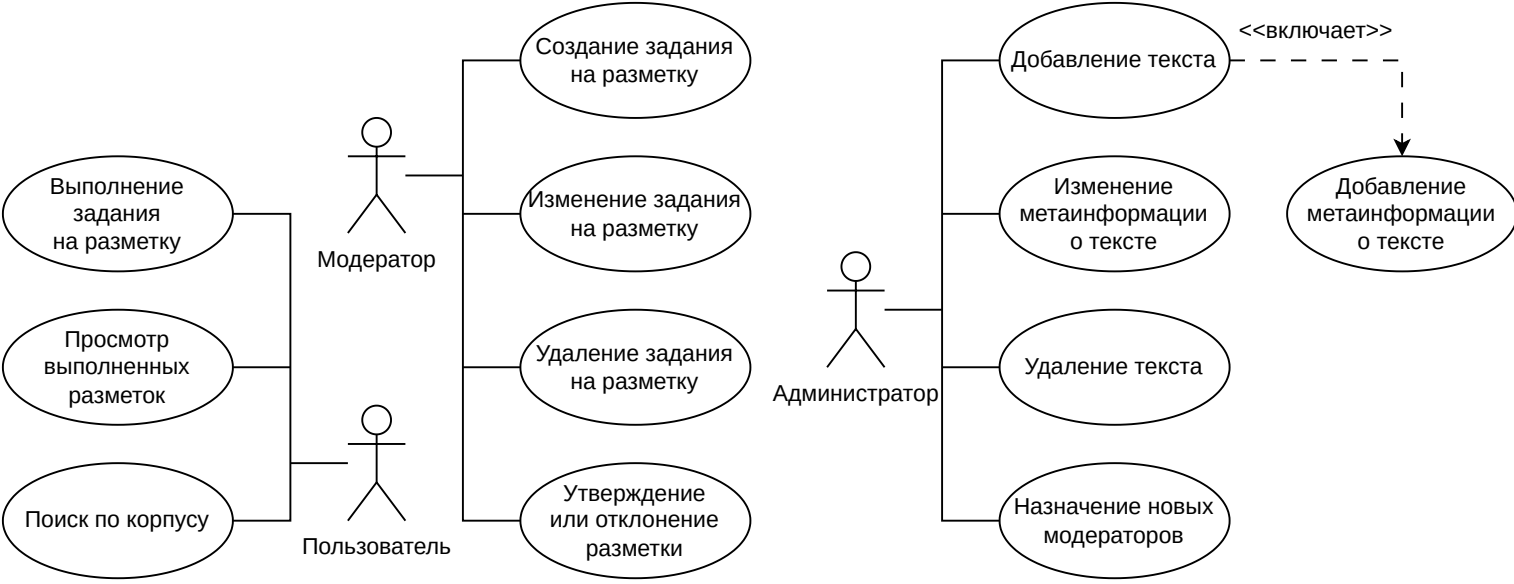 Выполнение
задания
на разметку
Просмотр
выполненных
разметок
Поиск по корпусу
Модератор
Пользователь
Создание задания
на разметку
Изменение задания
на разметку
Удаление задания
на разметку
Утверждение
или отклонение
разметки
Администратор
Добавление текста
<<включает>>
Изменение
метаинформации
о тексте
Добавление
метаинформации
о тексте
Удаление текста
Назначение новых
модераторов